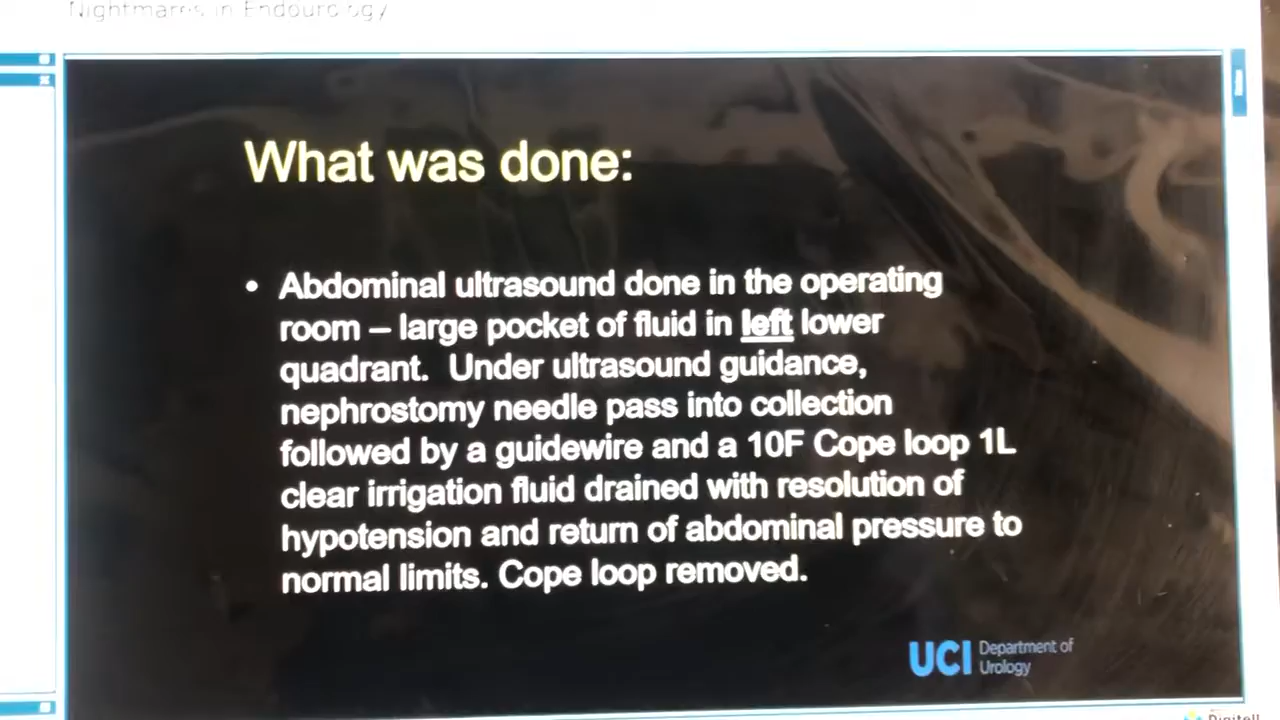 Nightmares in Endourology
What was done:
• Abdominal ultrasound done in the operating
room – large pocket of fluid in left lower
quadrant. Under ultrasound guidance,
nephrostomy needle pass into collection
followed by a guidewire and a 10F Cope loop 1L
clear irrigation fluid drained with resolution of
hypotension and return of abdominal pressure to
normal limits. Cope loop removed.
UCI Department of
Urology